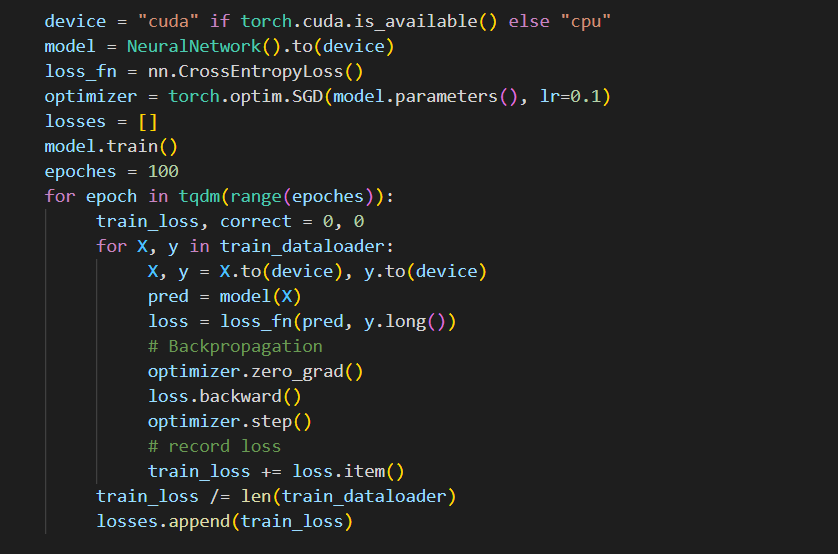 device = "cuda" if torch.cuda.is_available() else "cpu"
model = NeuralNetwork().to(device)
loss_fn = nn.CrossEntropyLoss()
optimizer = torch.optim.SGD(model.parameters(), lr=0.1)
losses = []
model.train()
epoches = 100
for epoch in tqdm(range(epoches)):
    train_loss, correct = 0, 0
    for X, y in train_dataloader:
        X, y = X.to(device), y.to(device)
        pred = model(X)
        loss = loss_fn(pred, y.long())
        # Backpropagation
        optimizer.zero_grad()
        loss.backward()
        optimizer.step()
        # record loss
        train_loss += loss.item()
    train_loss /= len(train_dataloader)
    losses.append(train_loss)